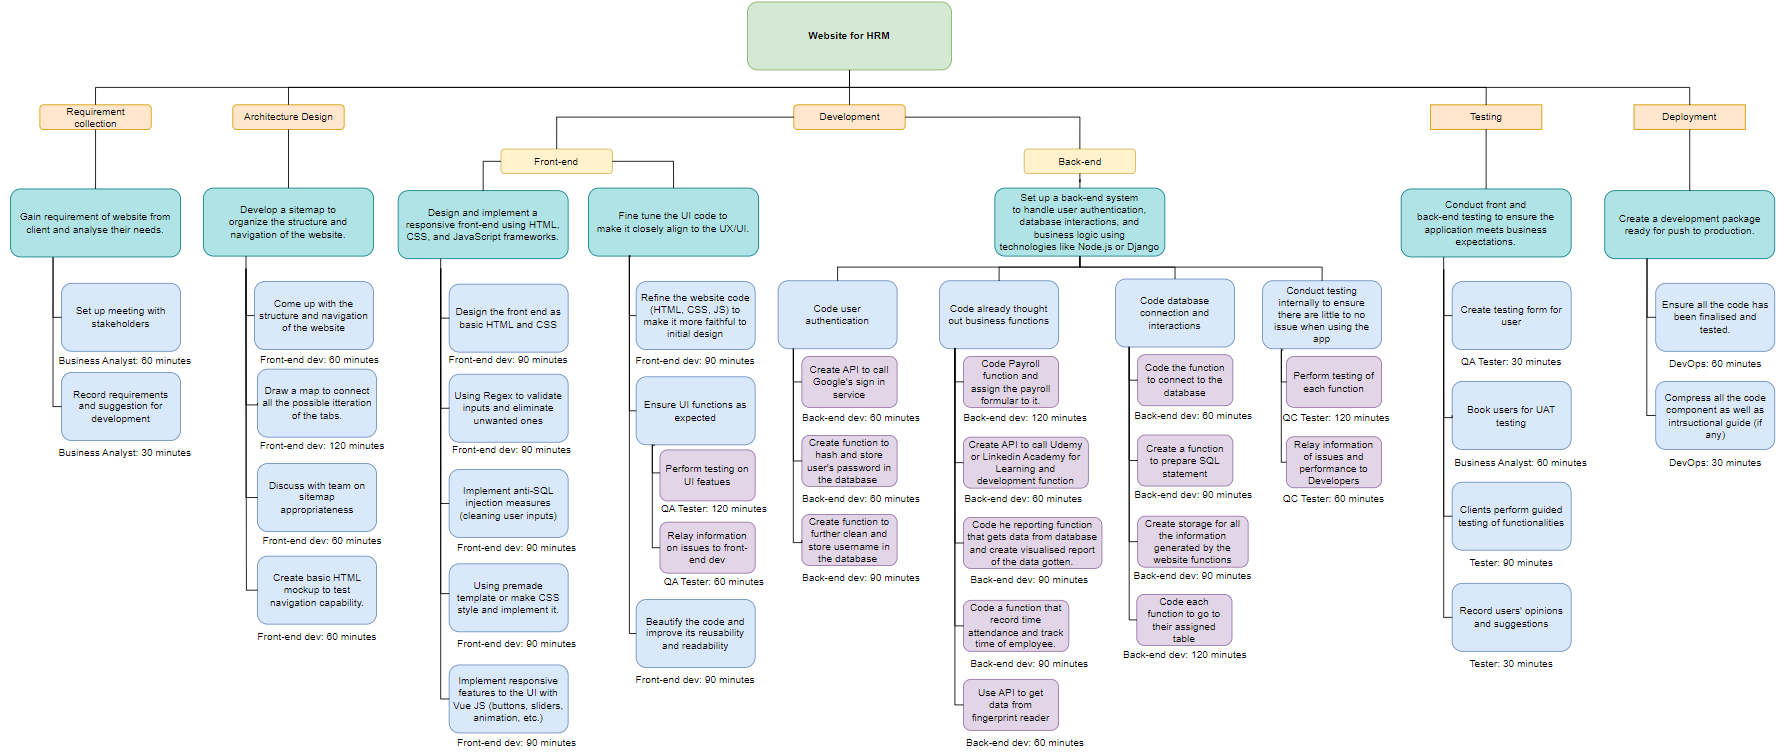 Website for HRM
Requirement
collection
Architecture Design
Development
Testing
Deployment
Front-end
Back-end
Gain requirement of website from
client and analyse their needs.
Set up meeting with
stakeholders
Business Analyst: 60 minutes
Record requirements
and suggestion for
development
Business Analyst: 30 minutes
Develop a sitemap to
organize the structure and
navigation of the website.
Come up with the
structure and navigation
of the website
Front-end dev: 60 minutes
Draw a map to connect
all the possible itteration
of the tabs.
Front-end dev: 120 minutes
Discuss with team on
sitemap
appropriateness
Front-end dev: 60 minutes
Create basic HTML
mockup to test
navigation capability.
Front-end dev: 60 minutes
Design and implement a
responsive front-end using HTML,
CSS, and JavaScript frameworks.
Design the front end as
basic HTML and CSS
Front-end dev: 90 minutes
Using Regex to validate
inputs and eliminate
unwanted ones
Front-end dev: 90 minutes
Implement anti-SQL
injection measures
(cleaning user inputs)
Front-end dev: 90 minutes
Using premade
template or make CSS
style and implement it.
Front-end dev: 90 minutes
Implement responsive
features to the UI with
Vue JS (buttons, sliders,
animation, etc.)
Front-end dev: 90 minutes
Fine tune the UI code to
make it closely align to the UX/UI.
Refine the website code
(HTML, CSS, JS) to
make it more faithful to
initial design
Front-end dev: 90 minutes
Ensure UI functions as
expected
Perform testing on
UI featues
QA Tester: 120 minutes
Relay information
on issues to front-
end dev
QA Tester: 60 minutes
Beautify the code and
improve its reusability
and readability
Front-end dev: 90 minutes
Set up a back-end system
to handle user authentication,
database interactions, and
business logic using
technologies like Node.js or Django
Code user
authentication
Create API to call
Google's sign in
service
Back-end dev: 60 minutes
Create function to
hash and store
user's password in
the database
Back-end dev: 60 minutes
Create function to
further clean and
store username in
the database
Back-end dev: 90 minutes
Code already thought
out business functions
Code Payroll
function and
assign the payroll
formular to it.
Back-end dev: 120 minutes
Create API to call Udemy
or Linkedin Academy for
Learning and
development function
Back-end dev: 60 minutes
Code he reporting function
that gets data from database
and create visualised report
of the data gotten.
Back-end dev: 90 minutes
Code a function that
record time
attendance and track
time of employee.
Back-end dev: 90 minutes
Use API to get
data from
fingerprint reader
Back-end dev: 60 minutes
Code database
connection and
interactions
Code the function
to connect to the
database
Back-end dev: 60 minutes
Create a function
to prepare SQL
statement
Back-end dev: 90 minutes
Create storage for all
the information
generated by the
website functions
Back-end dev: 90 minutes
Code each
function to go to
their assigned
table
Back-end dev: 120 minutes
Conduct testing
internally to ensure
there are little to no
issue when using the
app
Perform testing of
each function
QC Tester: 120 minutes
Relay information
of issues and
performance to
Developers
QC Tester: 60 minutes
Conduct front and
back-end testing to ensure the
application meets business
expectations.
Create testing form for
user
QA Tester: 30 minutes
Book users for UAT
testing
Business Analyst: 60 minutes
Clients perform guided
testing of functionalities
Tester: 90 minutes
Record users' opinions
and suggestions
Tester: 30 minutes
Create a development package
ready for push to production.
Ensure all the code has
been finalised and
tested.
DevOps: 60 minutes
Compress all the code
component as well as
intrsuctional guide (if
any)
DevOps: 30 minutes